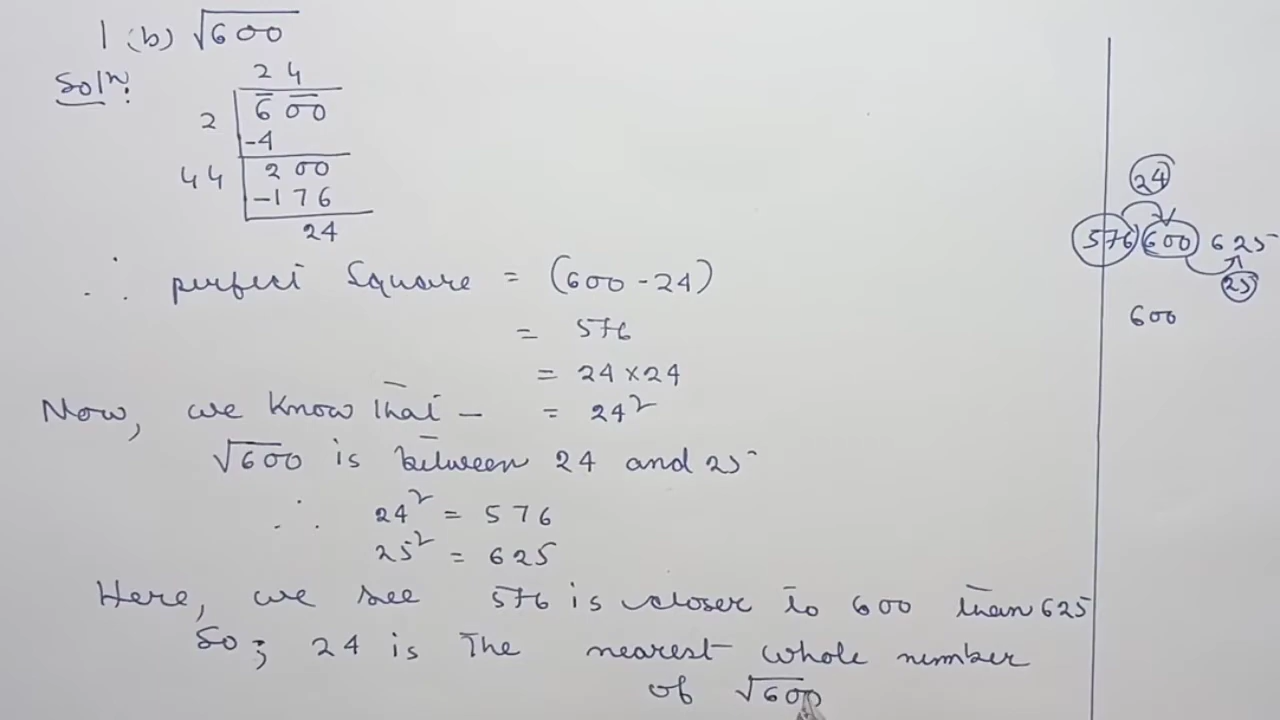 1 (b) √600
Solⁿ:
2 4
2 6 00
-4
44 2 00
-1 7 6
24
∴ perfect Square = (600 - 24)
= 576
= 24 × 24
Now, we know that - = 24²
√600 is between 24 and 25
∴ 24² = 576
25² = 625
Here, we see 576 is closer to 600 than 625
So; 24 is The nearest whole number
of √600
24
576 600 625
25
600